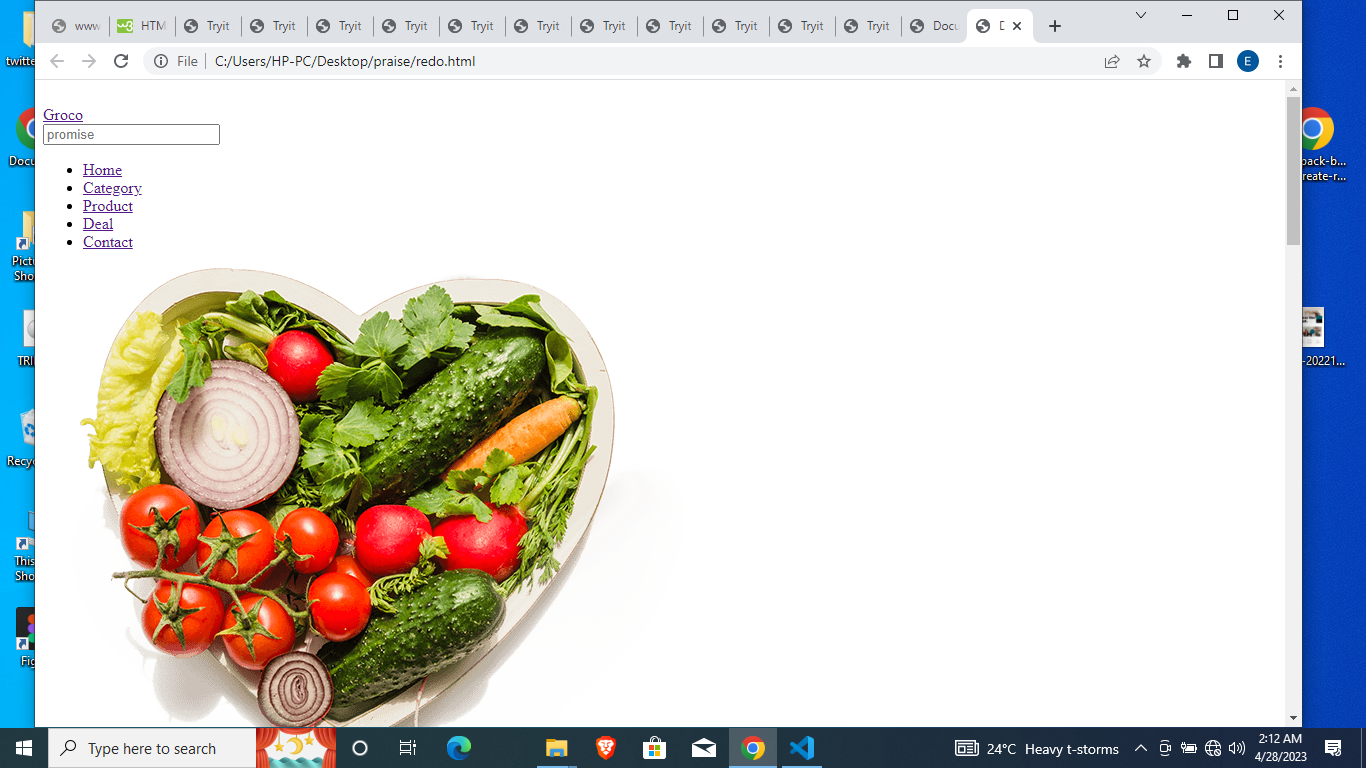 www
HTM
Tryit
Tryit
Tryit
Tryit
Tryit
Tryit
Tryit
Tryit
Tryit
Tryit
Tryit
Docu
D
File
C:/Users/HP-PC/Desktop/praise/redo.html
E
twitte
Docu
Pictu
Sho
TRI
Recyc
This
Sho
Fig
Groco
promise
Home
Category
Product
Deal
Contact
back-b...
reate-r...
-20221...
Type here to search
24°C Heavy t-storms
2:12 AM
4/28/2023